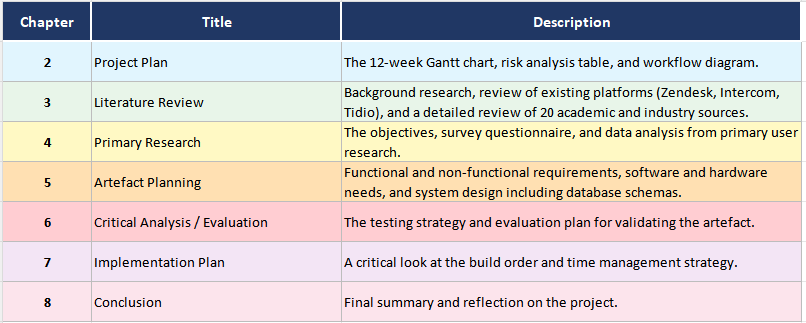 Chapter Title Description
2 Project Plan The 12-week Gantt chart, risk analysis table, and workflow diagram.
3 Literature Review Background research, review of existing platforms (Zendesk, Intercom,
Tidio), and a detailed review of 20 academic and industry sources.
4 Primary Research The objectives, survey questionnaire, and data analysis from primary user
research.
5 Artefact Planning Functional and non-functional requirements, software and hardware
needs, and system design including database schemas.
6 Critical Analysis / Evaluation The testing strategy and evaluation plan for validating the artefact.
7 Implementation Plan A critical look at the build order and time management strategy.
8 Conclusion Final summary and reflection on the project.